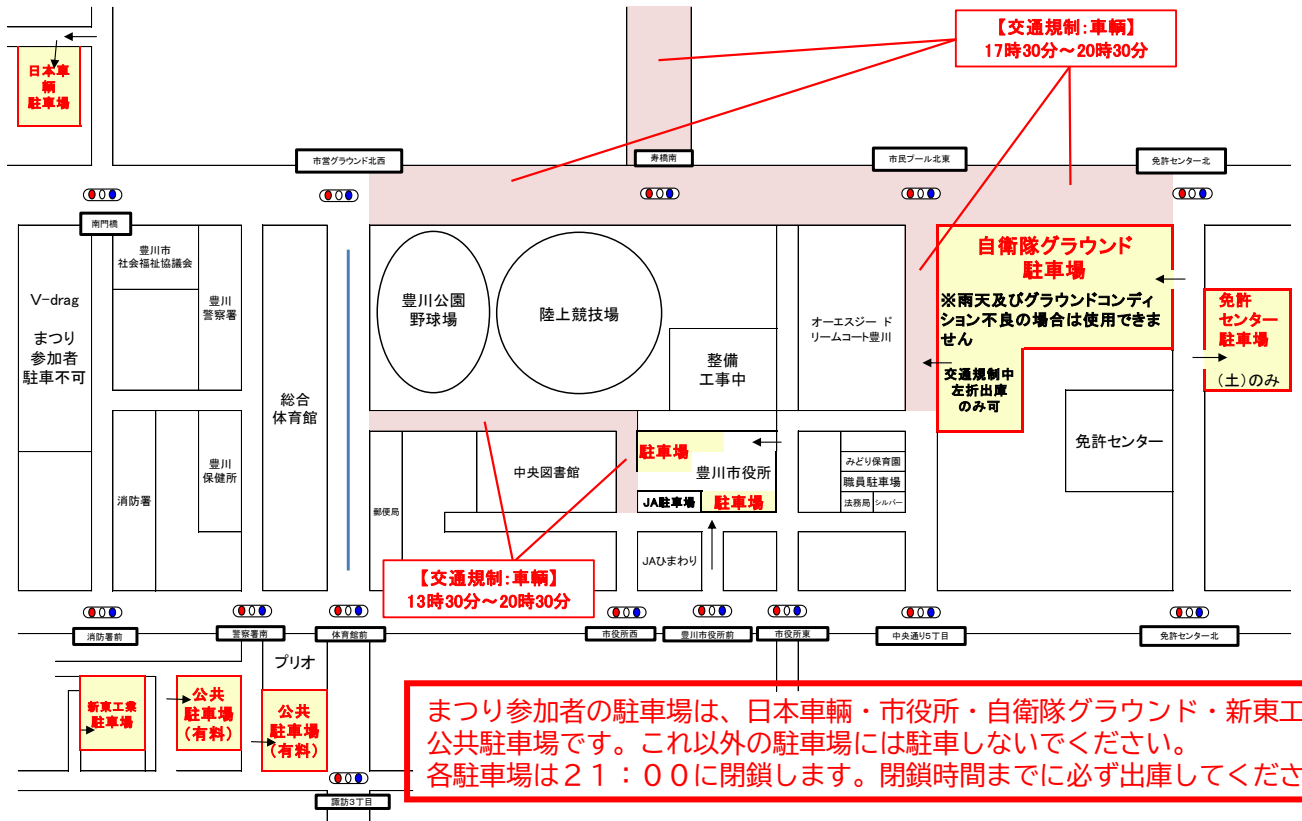 【交通規制:車輌】
17時30分～20時30分
日本車
輌
駐車場
市営グラウンド北西
寿橋南
市民プール北東
免許センター北
南門橋
豊川市
社会福祉協議会
豊川
警察署
V-drag
まつり
参加者
駐車不可
総合
体育館
豊川公園
野球場
陸上競技場
整備
工事中
オーエスジー ド
リームコート豊川
自衛隊グラウンド
駐車場
※雨天及びグラウンドコンディ
ション不良の場合は使用できま
せん
交通規制中
左折出庫
のみ可
免許
センター
駐車場
(土)のみ
免許センター
消防署
豊川
保健所
郵便局
中央図書館
駐車場
豊川市役所
JA駐車場
駐車場
みどり保育園
職員駐車場
法務局
シルバー
JAひまわり
【交通規制:車輌】
13時30分～20時30分
消防署前
警察署南
体育館前
市役所西
豊川市役所前
市役所東
中央通り5丁目
免許センター北
プリオ
新東工業
駐車場
公共
駐車場
(有料)
公共
駐車場
(有料)
諏訪3丁目
まつり参加者の駐車場は、日本車輌・市役所・自衛隊グラウンド・新東工
公共駐車場です。これ以外の駐車場には駐車しないでください。
各駐車場は２１：００に閉鎖します。閉鎖時間までに必ず出庫してくださ